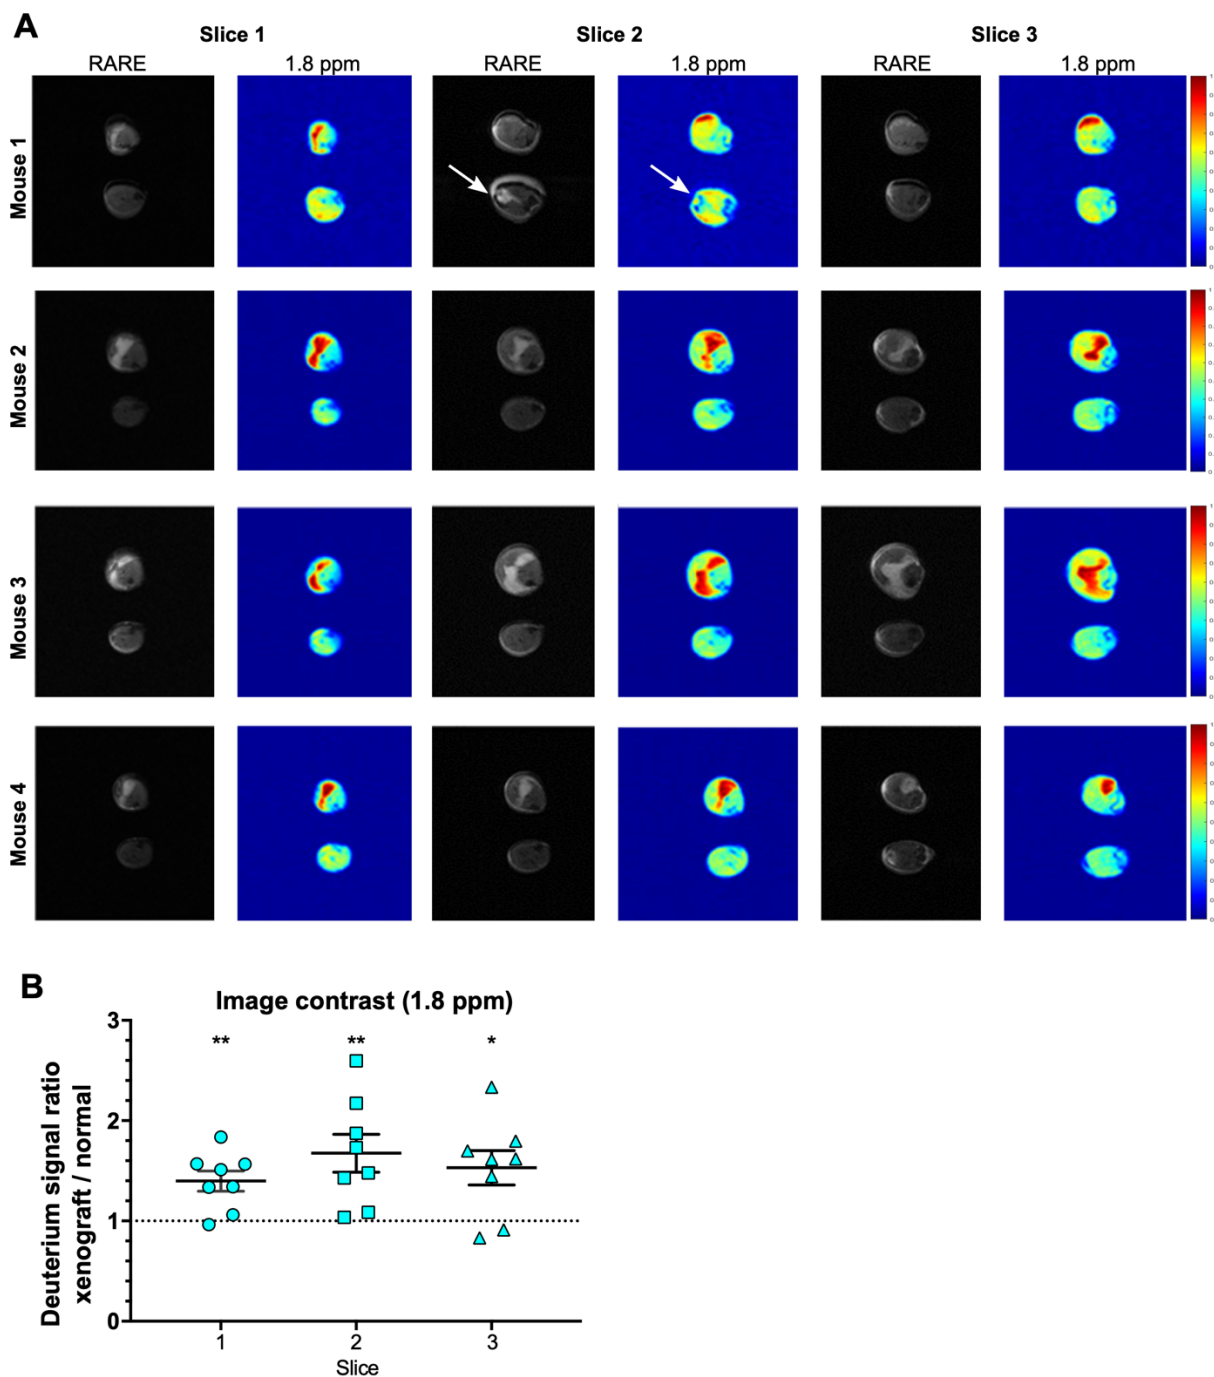 A
Slice 1
Slice 2
Slice 3
RARE
1.8 ppm
RARE
1.8 ppm
RARE
1.8 ppm
Mouse 1
Mouse 2
Mouse 3
Mouse 4
B
Image contrast (1.8 ppm)
Deuterium signal ratio
xenograft / normal
3
2
1
0
**
**
*
1
2
3
Slice